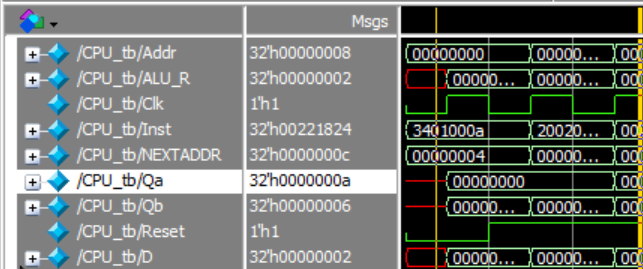 Msgs
/CPU_tb/Addr 32'h00000008 00000000 00000... 00
/CPU_tb/ALU_R 32'h00000002 00000... 00000... 00
/CPU_tb/Clk 1'h1
/CPU_tb/Inst 32'h00221824 3401000a 20020... 00
/CPU_tb/NEXTADDR 32'h0000000c 00000004 00000... 00
/CPU_tb/Qa 32'h0000000a 00000000 00
/CPU_tb/Qb 32'h00000006 00000... 00000... 00
/CPU_tb/Reset 1'h1
/CPU_tb/D 32'h00000002 00000... 00000... 00